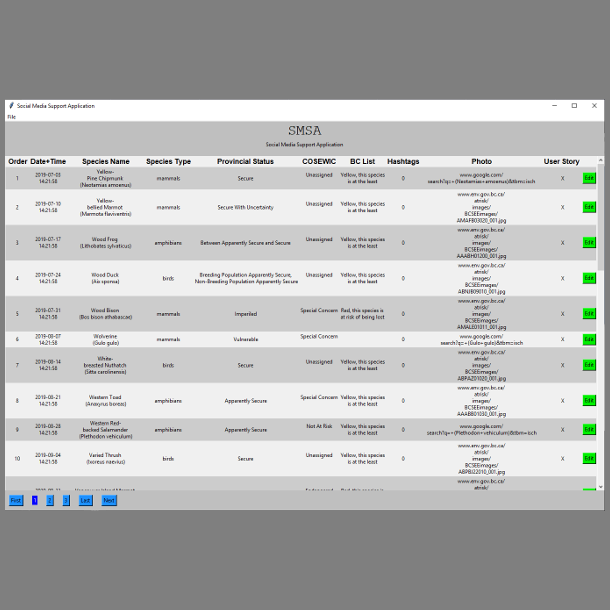 Social Media Support Application
File
SMSA
Social Media Support Application
Order Date+Time Species Name Species Type Provincial Status COSEWIC BC List Hashtags Photo User Story
1 2019-07-03 14:21:58 Yellow-Pine Chipmunk (Neotamias amoenus) mammals Secure Unassigned Yellow, this species is at the least 0 www.google.com/search?q=(Neotamias+amoenus)&tbm=isch X Edit
2 2019-07-10 14:21:58 Yellow-bellied Marmot (Marmota flaviventris) mammals Secure With Uncertainty Unassigned Yellow, this species is at the least 0 www.env.gov.bc.ca/atrisk/images/BCSEEimages/AMAFB03020_001.jpg X Edit
3 2019-07-17 14:21:58 Wood Frog (Lithobates sylvaticus) amphibians Between Apparently Secure and Secure Unassigned Yellow, this species is at the least 0 www.env.gov.bc.ca/atrisk/images/BCSEEimages/AAABH01200_001.jpg X Edit
4 2019-07-24 14:21:58 Wood Duck (Aix sponsa) birds Breeding Population Apparently Secure, Non-Breeding Population Apparently Secure Unassigned Yellow, this species is at the least 0 www.env.gov.bc.ca/atrisk/images/BCSEEimages/ABNJB09010_001.jpg X Edit
5 2019-07-31 14:21:58 Wood Bison (Bos bison athabascae) mammals Imperiled Special Concern Red, this species is at risk of being lost 0 www.env.gov.bc.ca/atrisk/images/BCSEEimages/AMALE01011_001.jpg X Edit
6 2019-08-07 14:21:58 Wolverine (Gulo gulo) mammals Vulnerable Special Concern 0 www.google.com/search?q=(Gulo+gulo)&tbm=isch X Edit
7 2019-08-14 14:21:58 White-breasted Nuthatch (Sitta carolinensis) birds Secure Unassigned Yellow, this species is at the least 0 www.env.gov.bc.ca/atrisk/images/BCSEEimages/ABPAZ01020_001.jpg X Edit
8 2019-08-21 14:21:58 Western Toad (Anaxyrus boreas) amphibians Apparently Secure Special Concern Yellow, this species is at the least 0 www.env.gov.bc.ca/atrisk/images/BCSEEimages/AAABB01030_001.jpg X Edit
9 2019-08-28 14:21:58 Western Red-backed Salamander (Plethodon vehiculum) amphibians Apparently Secure Not At Risk Yellow, this species is at the least 0 www.google.com/search?q=(Plethodon+vehiculum)&tbm=isch X Edit
10 2019-09-04 14:21:58 Varied Thrush (Ixoreus naevius) birds Secure Unassigned Yellow, this species is at the least 0 www.env.gov.bc.ca/atrisk/images/BCSEEimages/ABPBJ22010_001.jpg X Edit
www.env.gov.bc.ca/atrisk/
First 1 2 3 Last Next